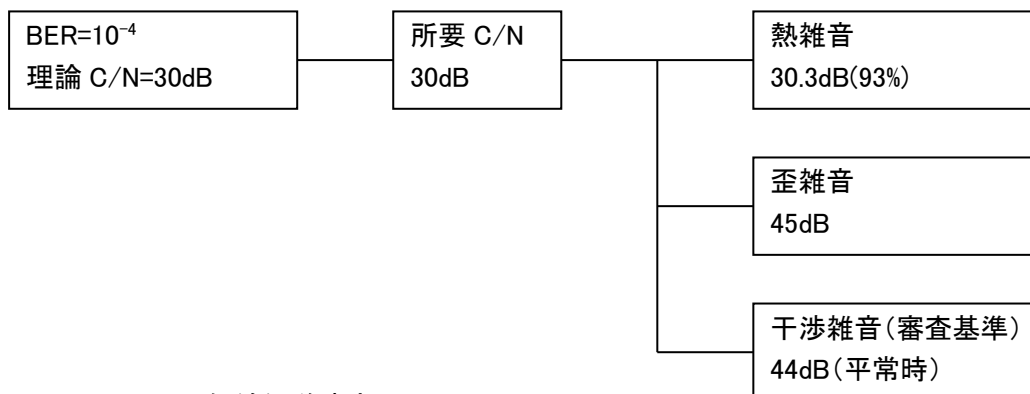 BER=10⁻⁴
理論 C/N=30dB
所要 C/N
30dB
熱雑音
30.3dB(93%)
歪雑音
45dB
干渉雑音(審査基準)
44dB(平常時)